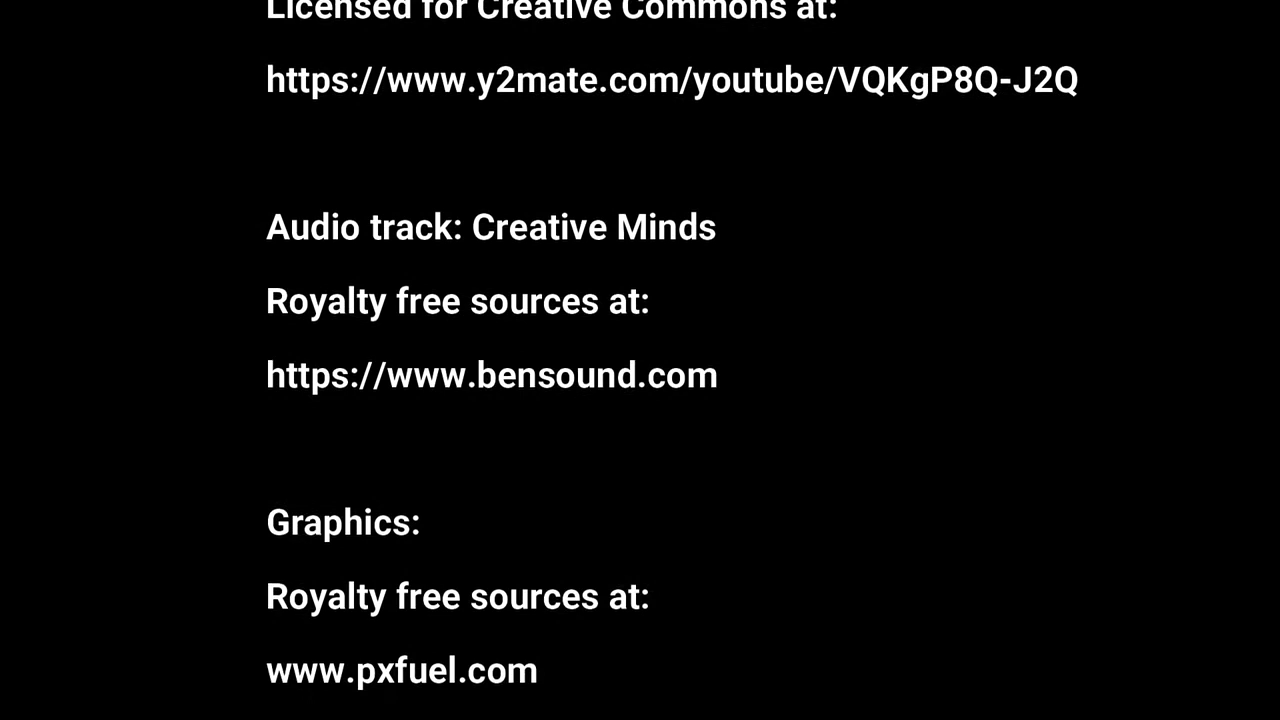 Licensed for Creative Commons at:
https://www.y2mate.com/youtube/VQKgP8Q-J2Q
Audio track: Creative Minds
Royalty free sources at:
https://www.bensound.com
Graphics:
Royalty free sources at:
www.pxfuel.com